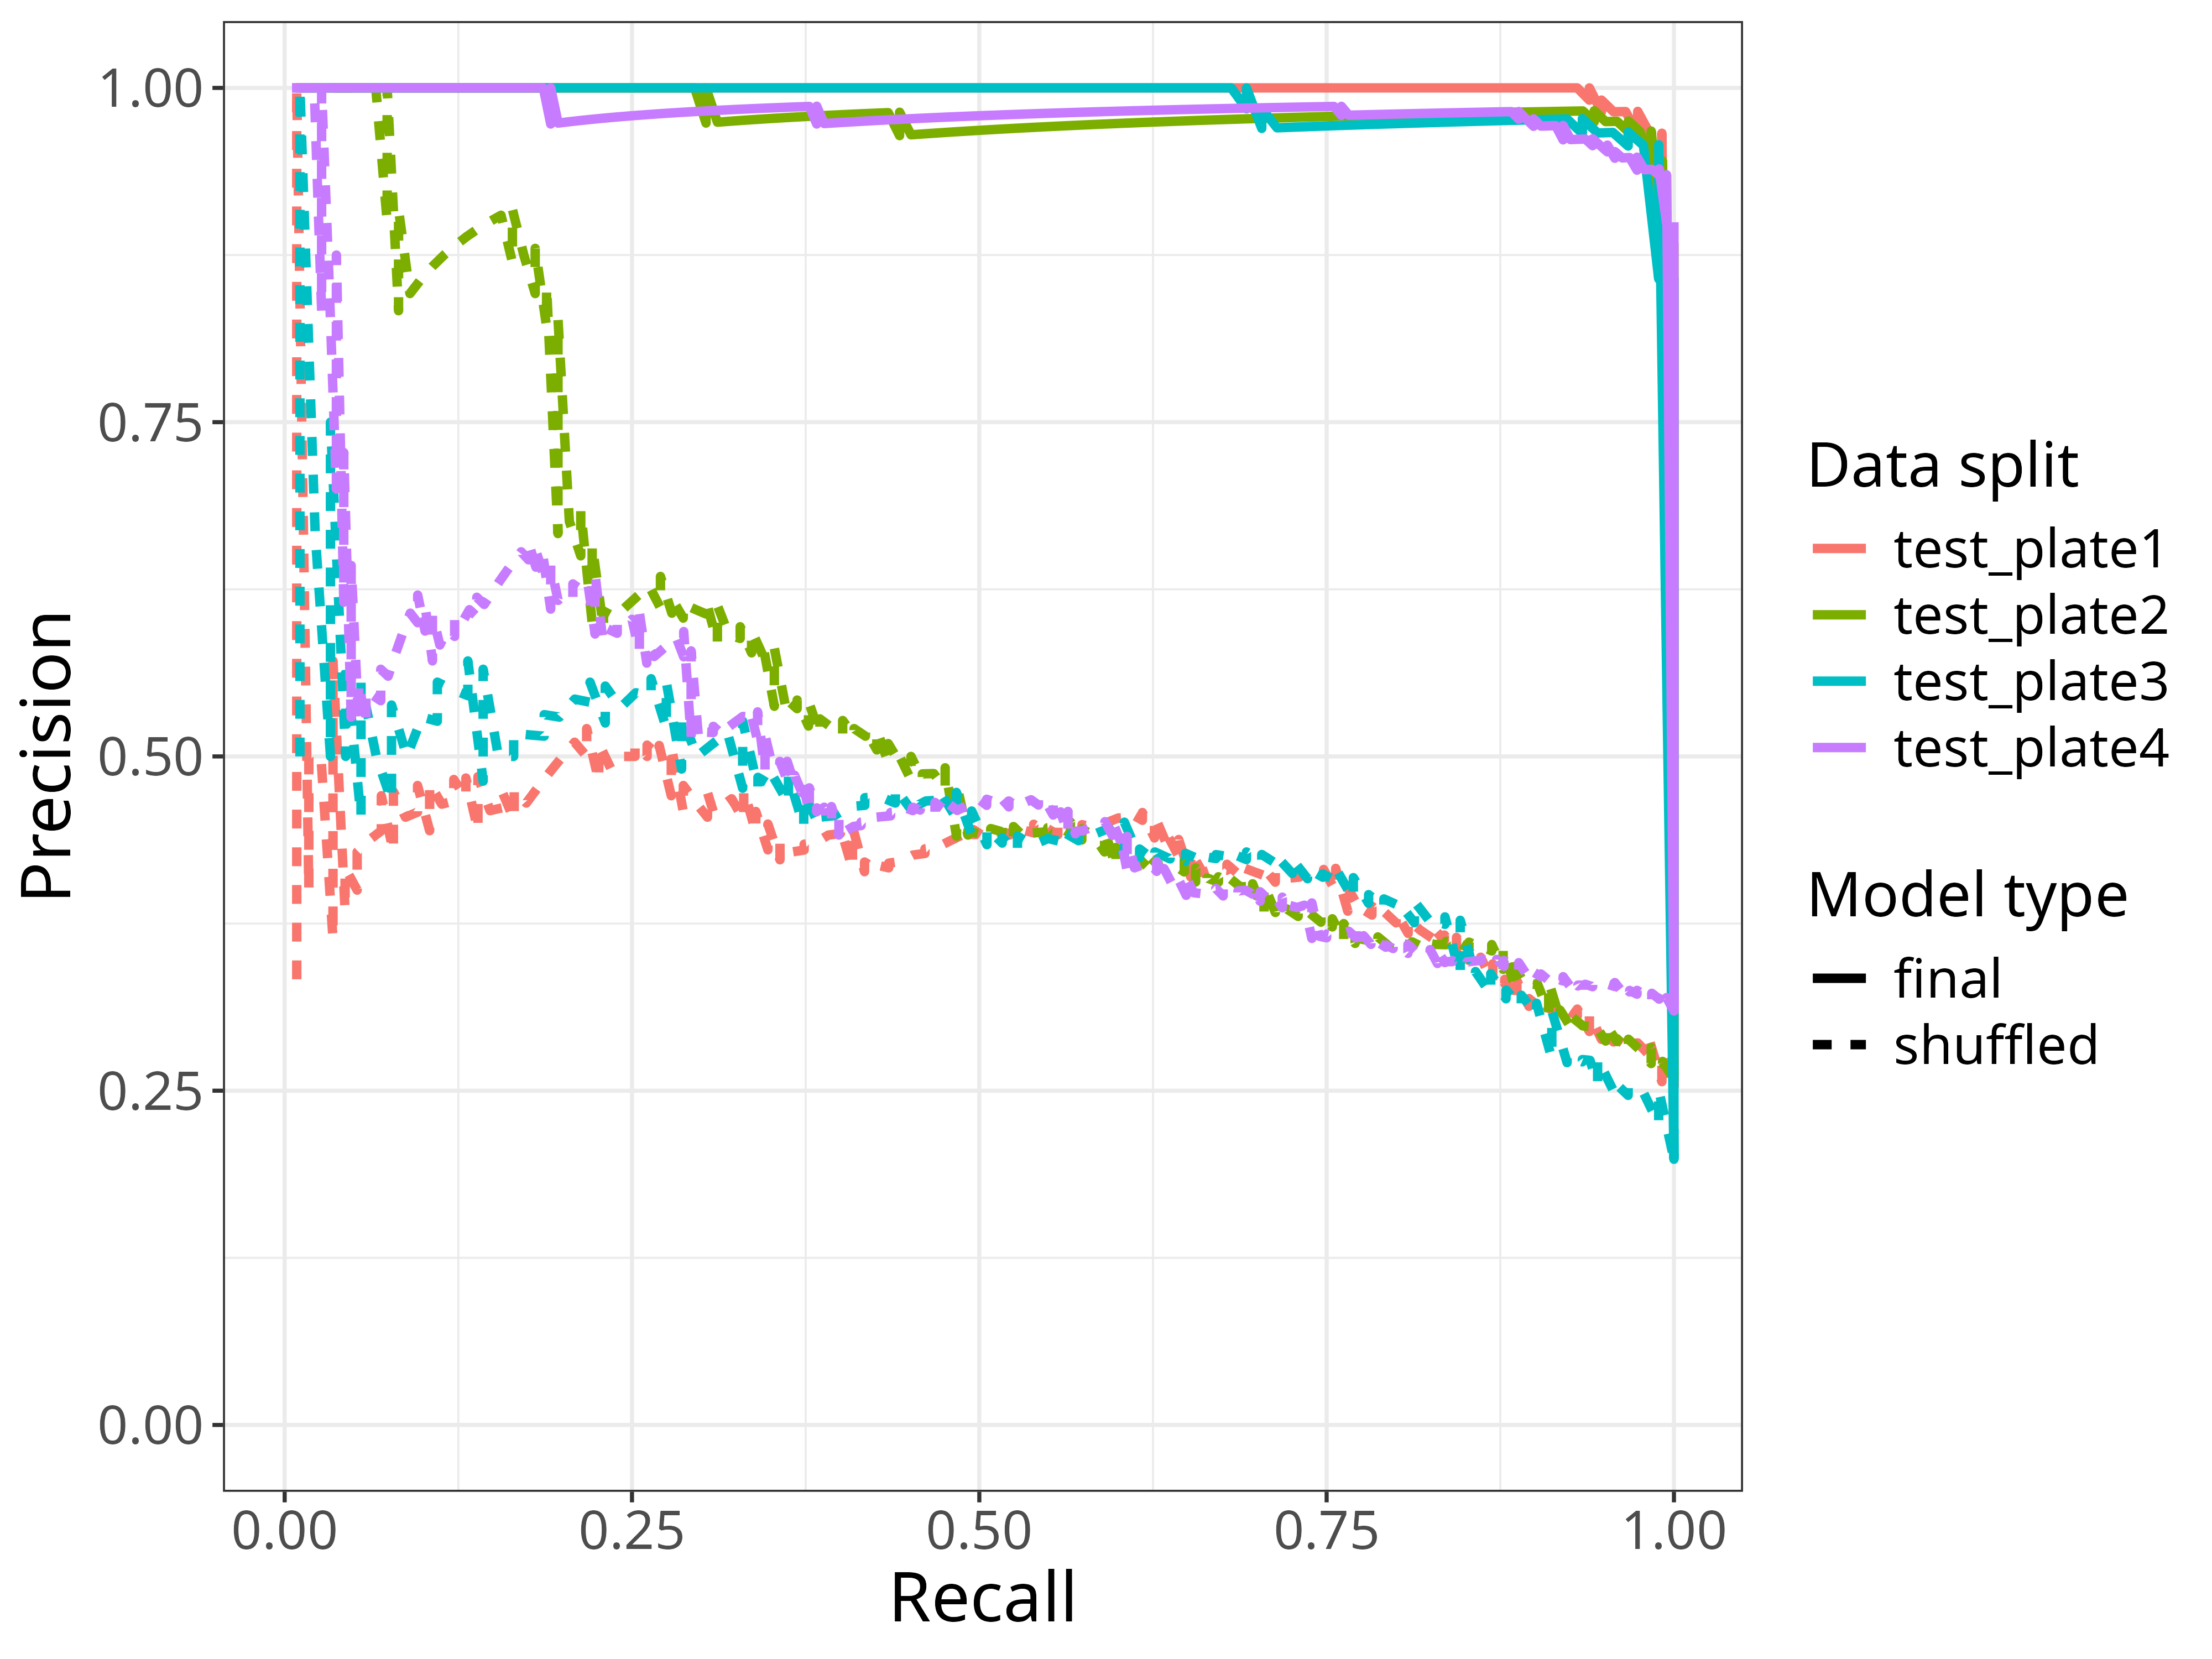 Precision
1.00
0.75
0.50
0.25
0.00
0.00 0.25 0.50 0.75 1.00
Recall
Data split
test_plate1
test_plate2
test_plate3
test_plate4
Model type
final
shuffled